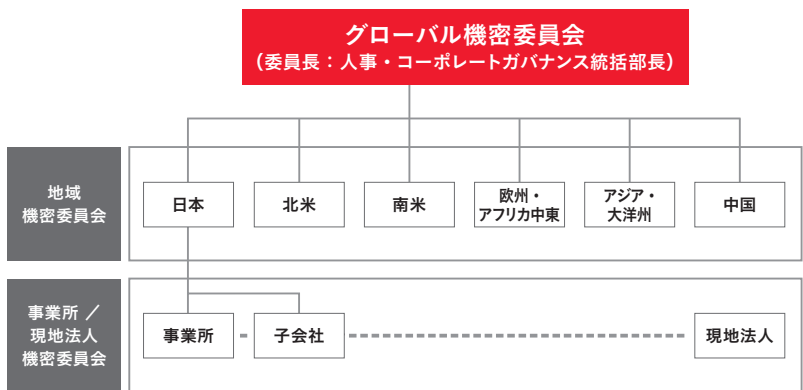 グローバル機密委員会
(委員長：人事・コーポレートガバナンス統括部長)
地域
機密委員会
日本
北米
南米
欧州・
アフリカ中東
アジア・
大洋州
中国
事業所 ／
現地法人
機密委員会
事業所
子会社
現地法人